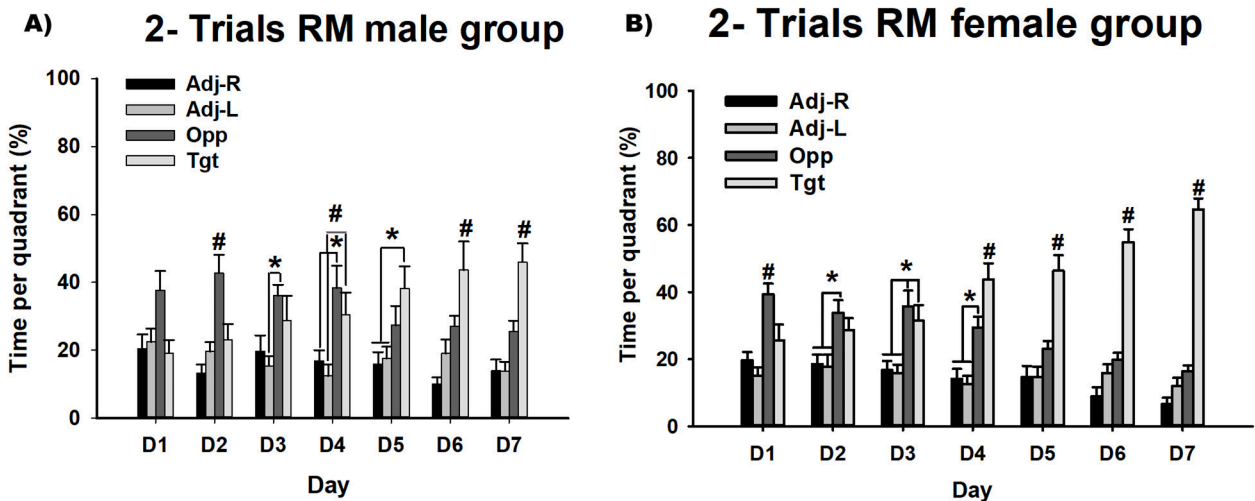 A) 2- Trials RM male group
Adj-R
Adj-L
Opp
Tgt
Time per quadrant (%)
100
80
60
40
20
0
#
*
#
*
*
#
#
D1 D2 D3 D4 D5 D6 D7
Day
B) 2- Trials RM female group
Adj-R
Adj-L
Opp
Tgt
Time per quadrant (%)
100
80
60
40
20
0
#
*
*
*
#
#
#
#
D1 D2 D3 D4 D5 D6 D7
Day